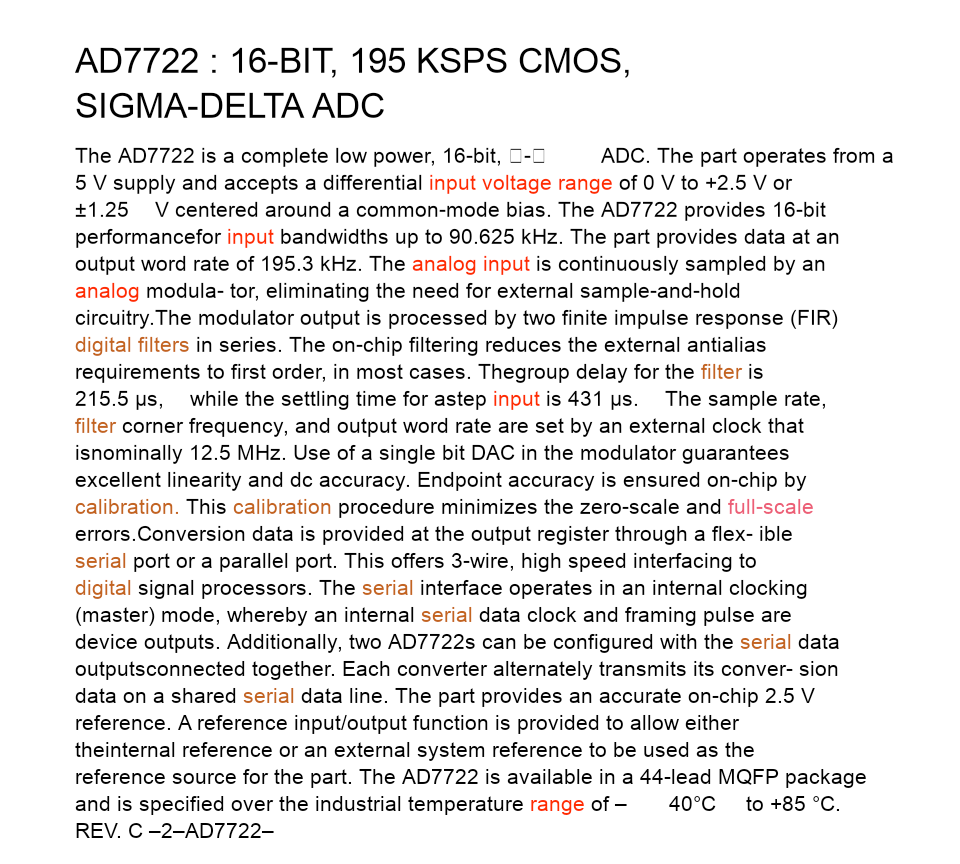 AD7722 : 16-BIT, 195 KSPS CMOS,
SIGMA-DELTA ADC
The AD7722 is a complete low power, 16-bit, □-□ ADC. The part operates from a
5 V supply and accepts a differential input voltage range of 0 V to +2.5 V or
±1.25 V centered around a common-mode bias. The AD7722 provides 16-bit
performancefor input bandwidths up to 90.625 kHz. The part provides data at an
output word rate of 195.3 kHz. The analog input is continuously sampled by an
analog modula- tor, eliminating the need for external sample-and-hold
circuitry.The modulator output is processed by two finite impulse response (FIR)
digital filters in series. The on-chip filtering reduces the external antialias
requirements to first order, in most cases. Thegroup delay for the filter is
215.5 μs, while the settling time for astep input is 431 μs. The sample rate,
filter corner frequency, and output word rate are set by an external clock that
isnominally 12.5 MHz. Use of a single bit DAC in the modulator guarantees
excellent linearity and dc accuracy. Endpoint accuracy is ensured on-chip by
calibration. This calibration procedure minimizes the zero-scale and full-scale
errors.Conversion data is provided at the output register through a flex- ible
serial port or a parallel port. This offers 3-wire, high speed interfacing to
digital signal processors. The serial interface operates in an internal clocking
(master) mode, whereby an internal serial data clock and framing pulse are
device outputs. Additionally, two AD7722s can be configured with the serial data
outputsconnected together. Each converter alternately transmits its conver- sion
data on a shared serial data line. The part provides an accurate on-chip 2.5 V
reference. A reference input/output function is provided to allow either
theinternal reference or an external system reference to be used as the
reference source for the part. The AD7722 is available in a 44-lead MQFP package
and is specified over the industrial temperature range of – 40°C to +85 °C.
REV. C –2–AD7722–